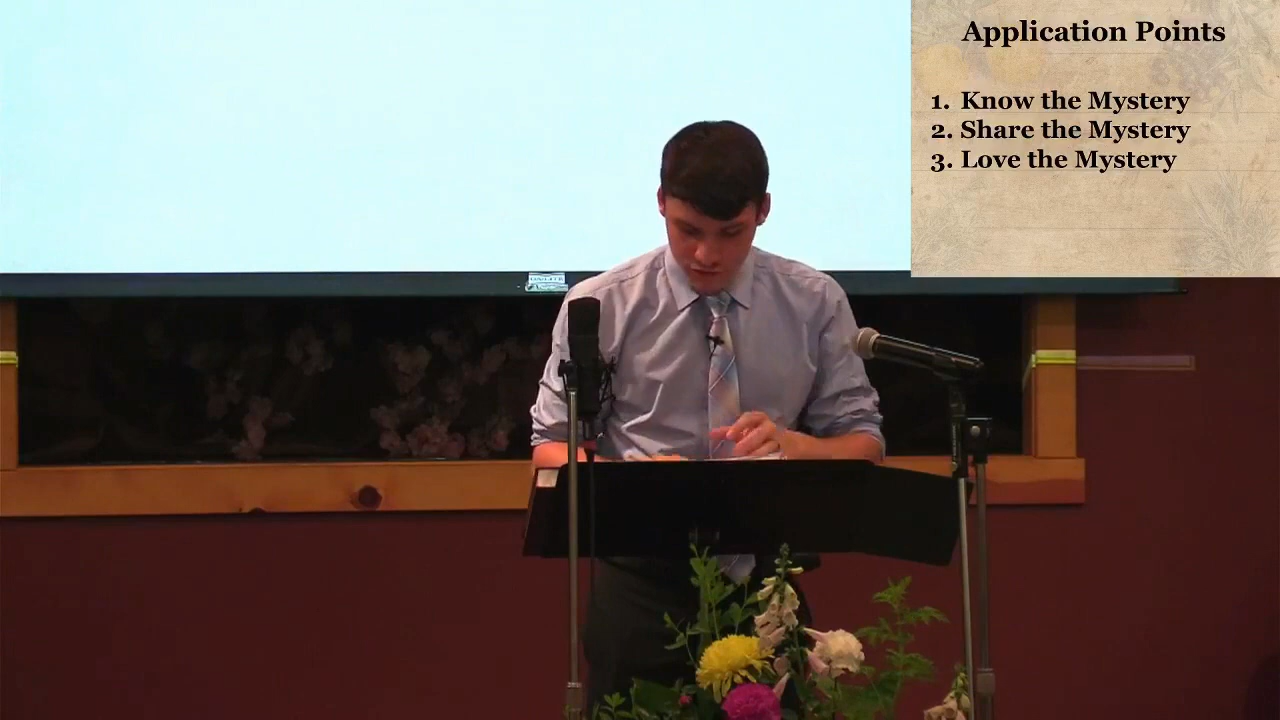 Application Points
1. Know the Mystery
2. Share the Mystery
3. Love the Mystery